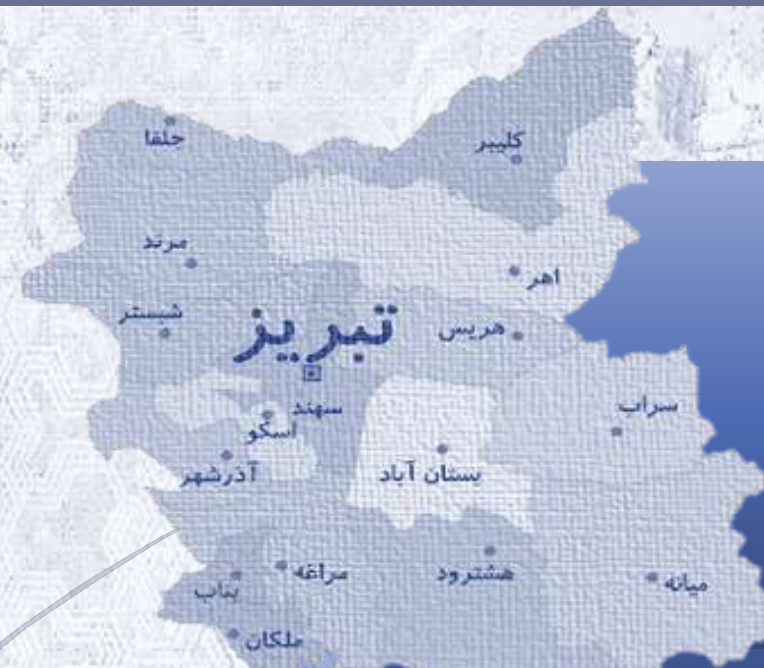 جلفا
کلیبر
مرند
اهر
شبستر
تبریز
هریس
سهند
اسکو
سراب
آذرشهر
بستان آباد
هشترود
مراغه
میانه
بناب
ملکان